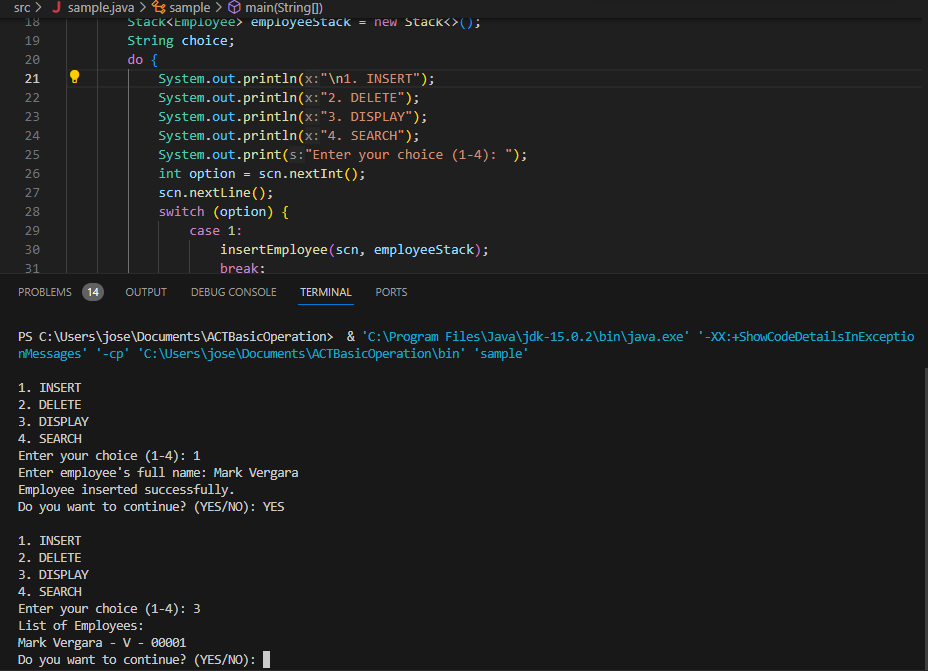 src > J sample.java > sample > main(String[])
18 Stack<Employee> employeeStack = new Stack<>();
19 String choice;
20 do {
21 System.out.println(x:"\n1. INSERT");
22 System.out.println(x:"2. DELETE");
23 System.out.println(x:"3. DISPLAY");
24 System.out.println(x:"4. SEARCH");
25 System.out.print(s:"Enter your choice (1-4): ");
26 int option = scn.nextInt();
27 scn.nextLine();
28 switch (option) {
29 case 1:
30 insertEmployee(scn, employeeStack);
31 break;
PROBLEMS 14 OUTPUT DEBUG CONSOLE TERMINAL PORTS
PS C:\Users\jose\Documents\ACTBasicOperation> & 'C:\Program Files\Java\jdk-15.0.2\bin\java.exe' '-XX:+ShowCodeDetailsInExceptio
nMessages' '-cp' 'C:\Users\jose\Documents\ACTBasicOperation\bin' 'sample'
1. INSERT
2. DELETE
3. DISPLAY
4. SEARCH
Enter your choice (1-4): 1
Enter employee's full name: Mark Vergara
Employee inserted successfully.
Do you want to continue? (YES/NO): YES
1. INSERT
2. DELETE
3. DISPLAY
4. SEARCH
Enter your choice (1-4): 3
List of Employees:
Mark Vergara - V - 00001
Do you want to continue? (YES/NO):